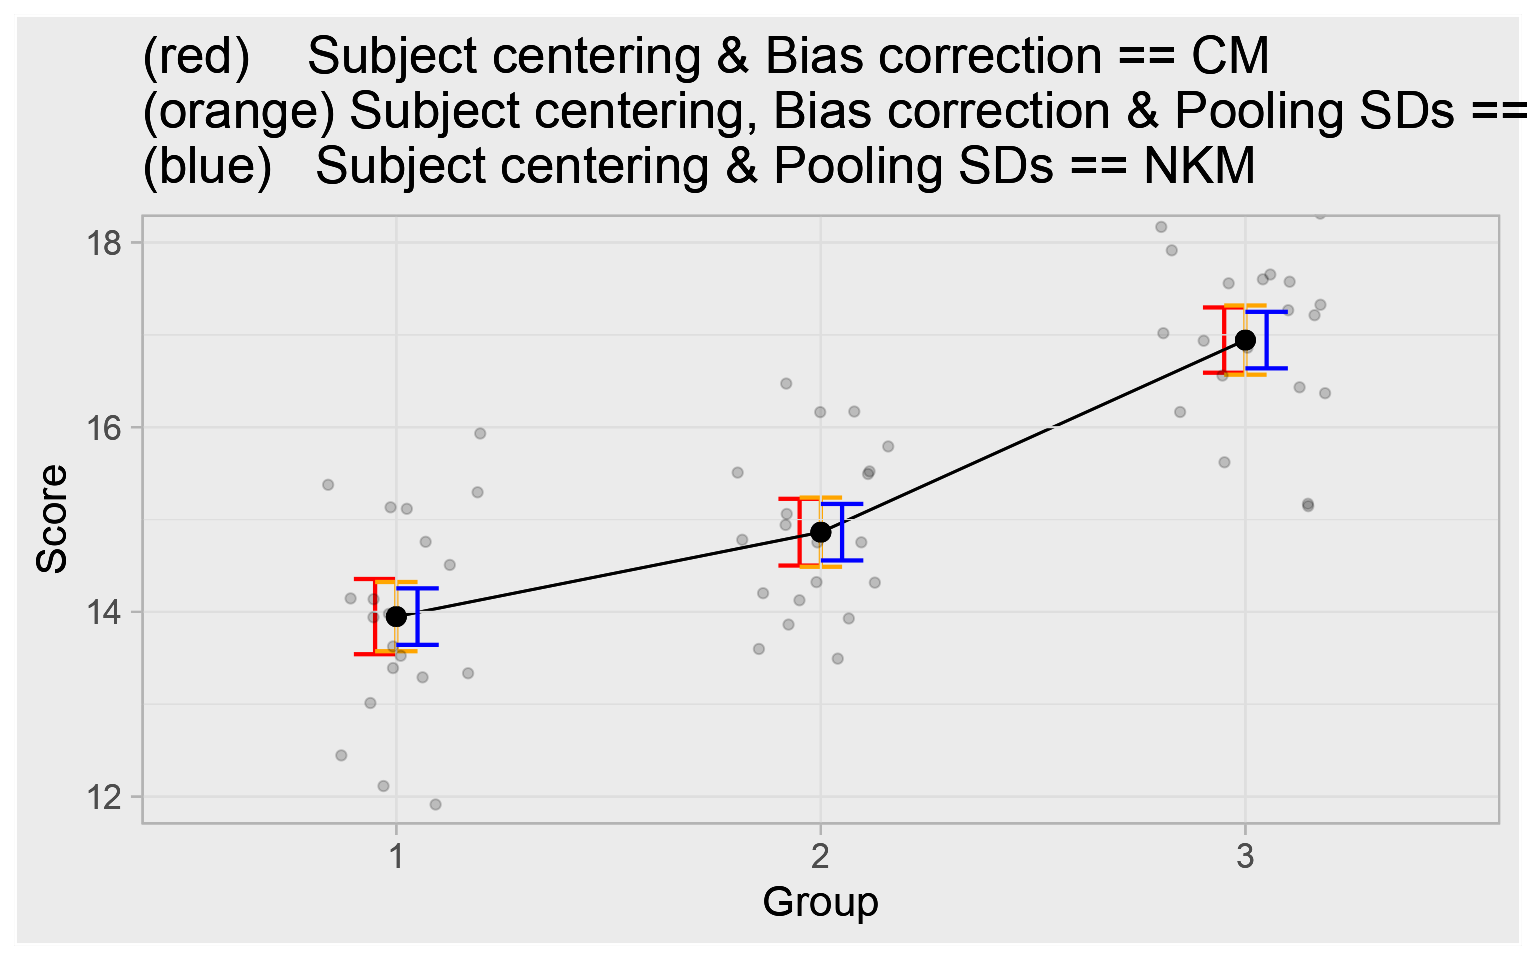 (red) Subject centering & Bias correction == CM
(orange) Subject centering, Bias correction & Pooling SDs ==
(blue) Subject centering & Pooling SDs == NKM
18
16
14
12
Score
1 2 3
Group